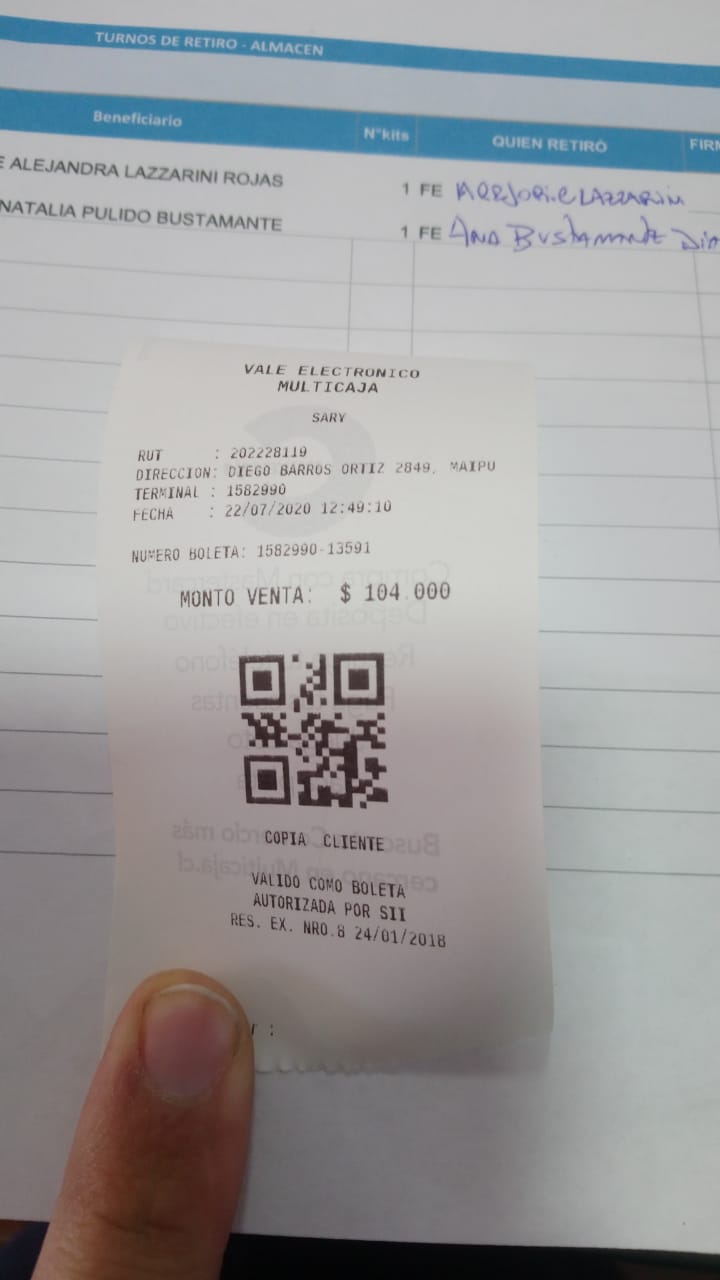 TURNOS DE RETIRO - ALMACEN
Beneficiario N°kits QUIEN RETIRÓ FIRM
E ALEJANDRA LAZZARINI ROJAS 1 FE LAZZARINI
NATALIA PULIDO BUSTAMANTE 1 FE Ana Bustamante
VALE ELECTRONICO
MULTICAJA
SARY
RUT : 202228119
DIRECCION: DIEGO BARROS ORTIZ 2849, MAIPU
TERMINAL : 1582990
FECHA : 22/07/2020 12:49:10
NUMERO BOLETA: 1582990-13591
MONTO VENTA: $ 104.000
COPIA CLIENTE
VALIDO COMO BOLETA
AUTORIZADA POR SII
RES. EX. NRO.8 24/01/2018